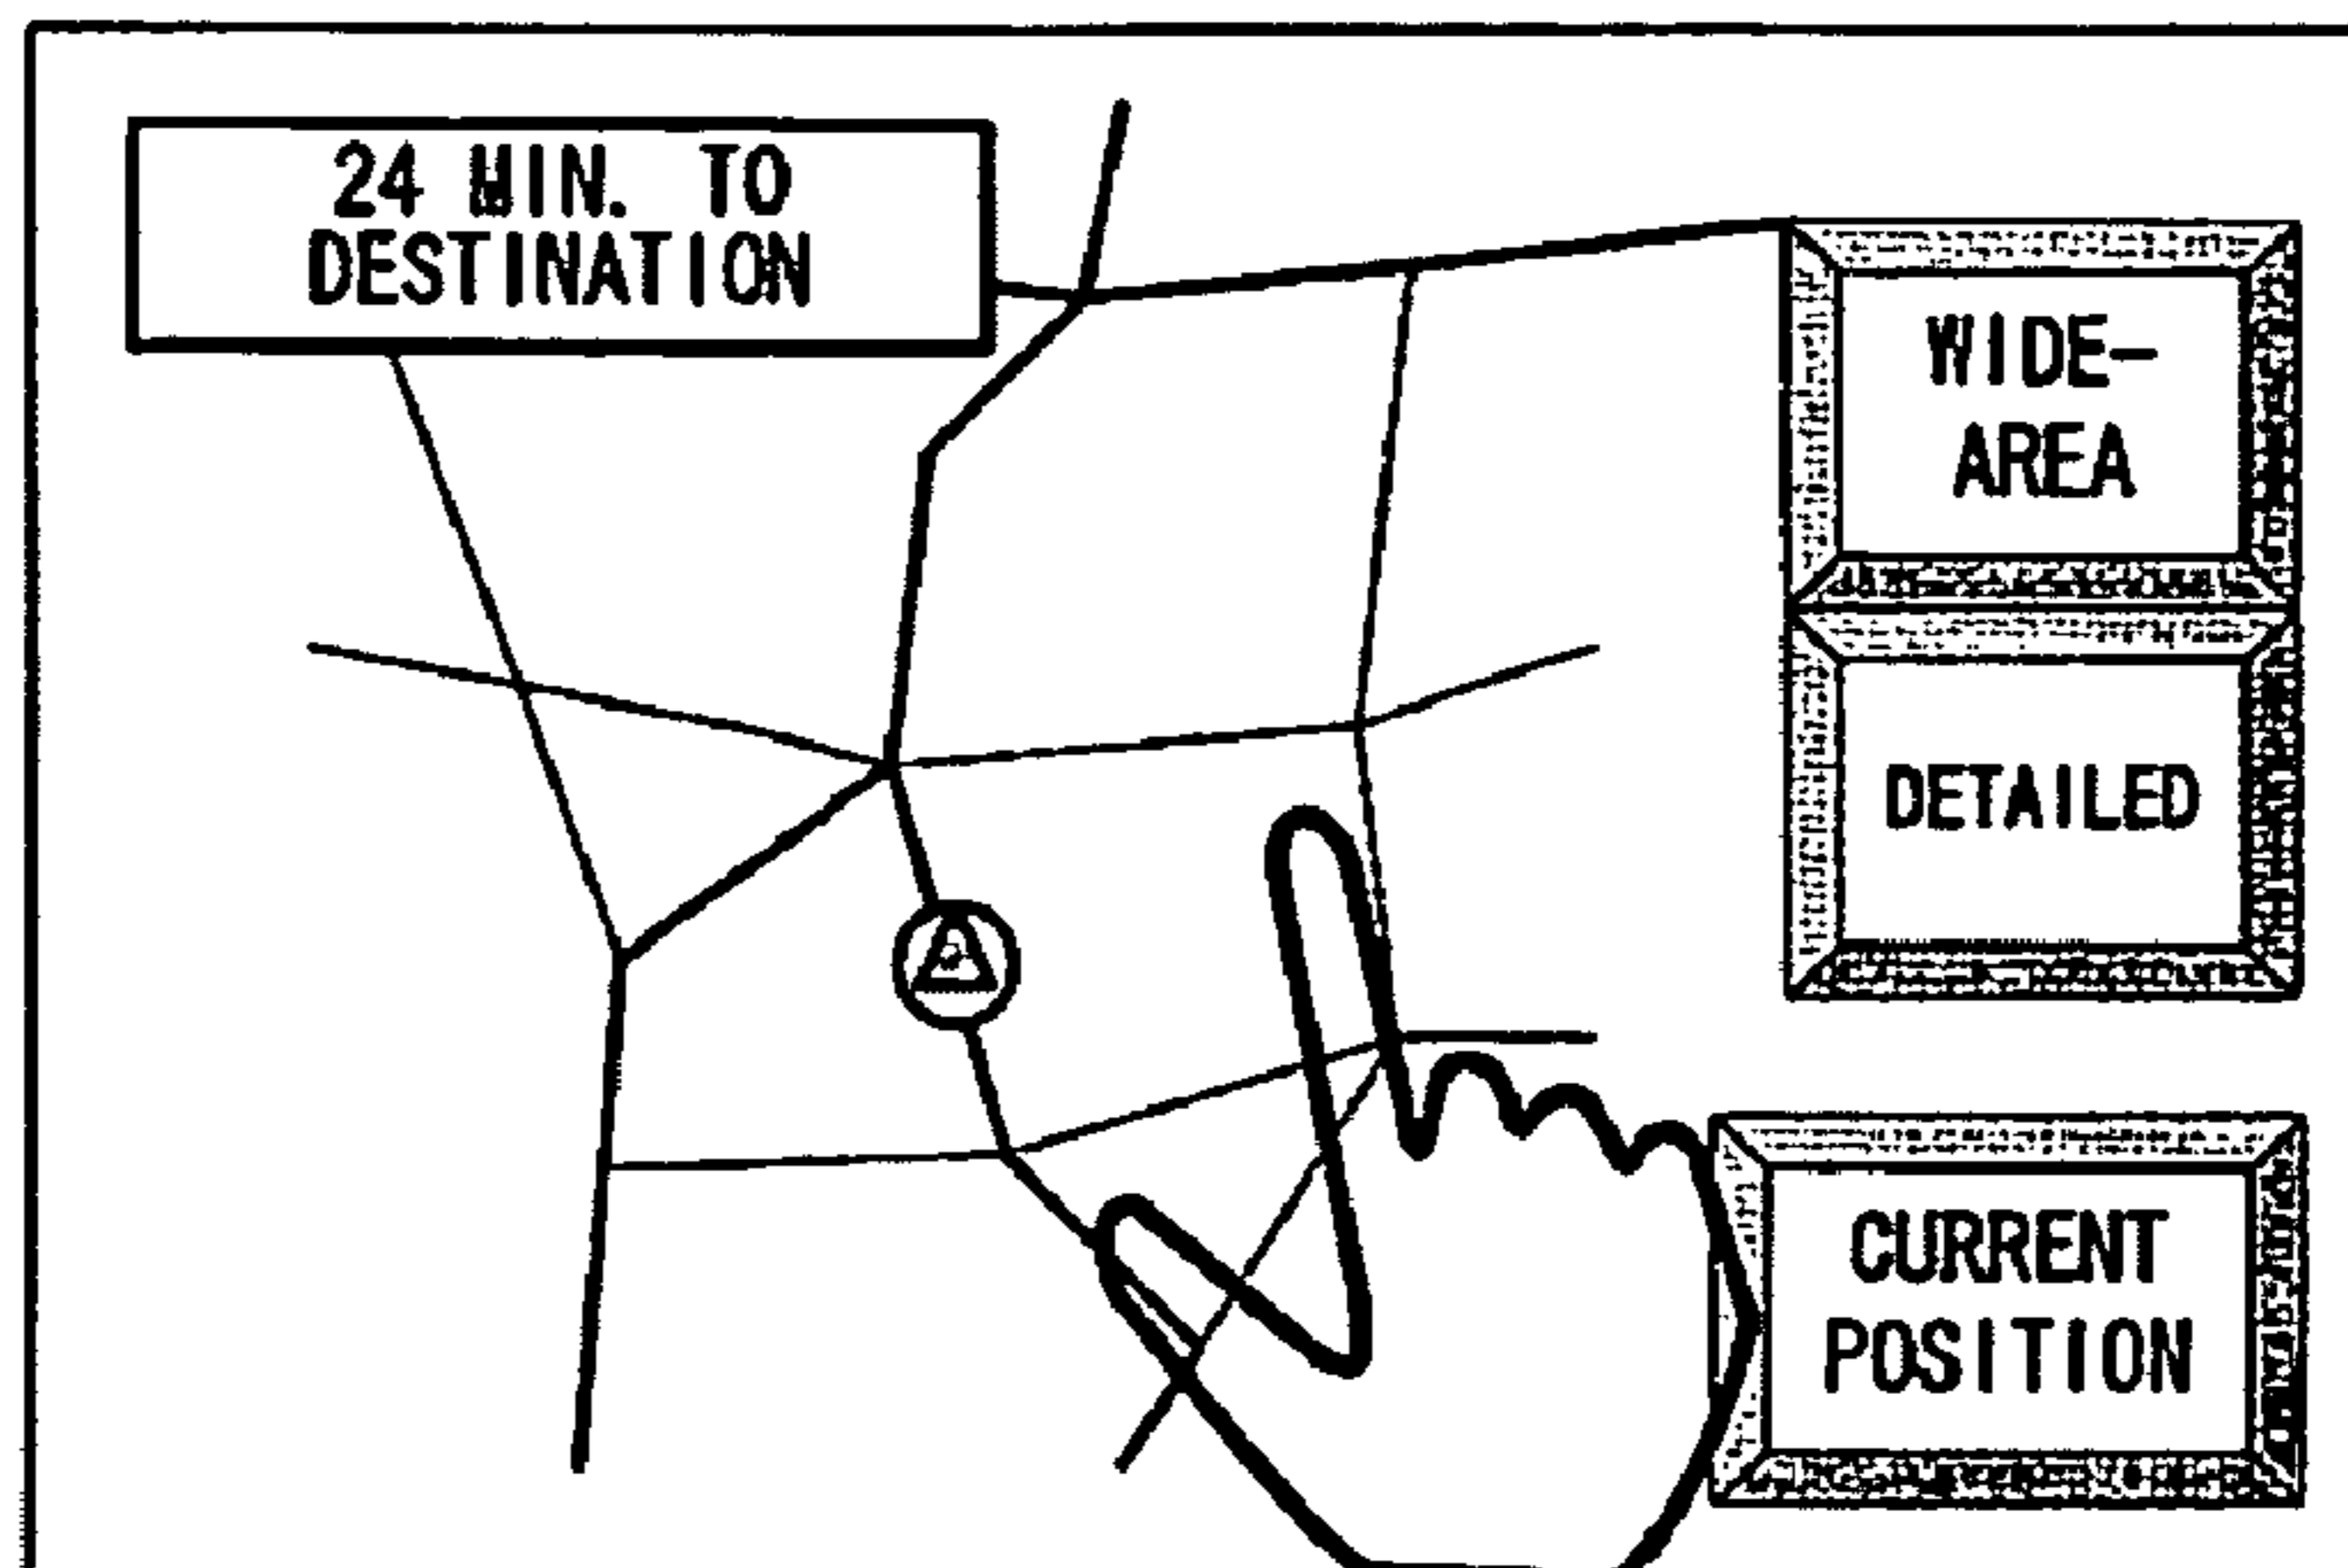 24 MIN. TO
DESTINATION
WIDE-
AREA
DETAILED
CURRENT
POSITION